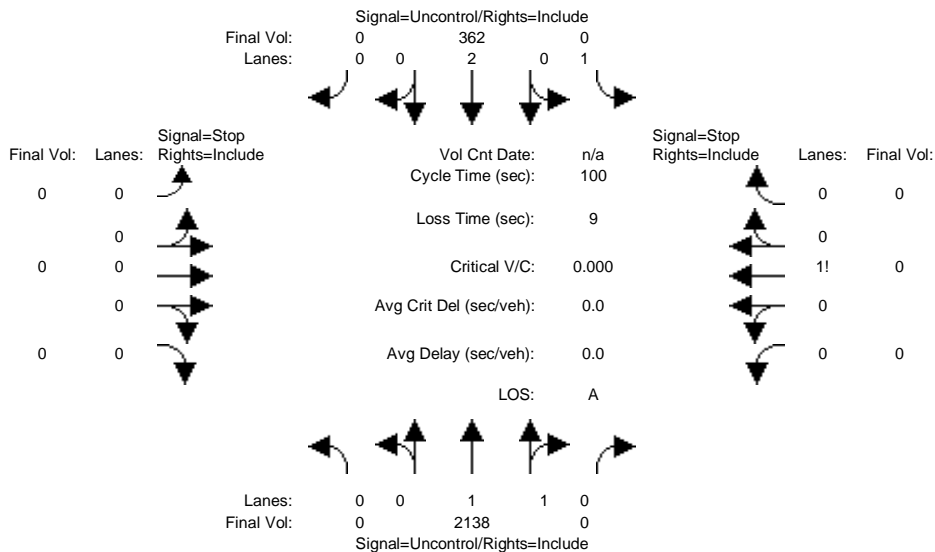 Signal=Uncontrol/Rights=Include
Final Vol: 0 362 0
Lanes: 0 0 2 0 1
Signal=Stop
Final Vol: Lanes: Rights=Include
Vol Cnt Date: n/a
Signal=Stop
Rights=Include Lanes: Final Vol:
Cycle Time (sec): 100
0 0
0 0
Loss Time (sec): 9
0
0
0 0
Critical V/C: 0.000
1! 0
0
Avg Crit Del (sec/veh): 0.0
0
0 0
Avg Delay (sec/veh): 0.0
0 0
LOS: A
Lanes: 0 0 1 1 0
Final Vol: 0 2138 0
Signal=Uncontrol/Rights=Include